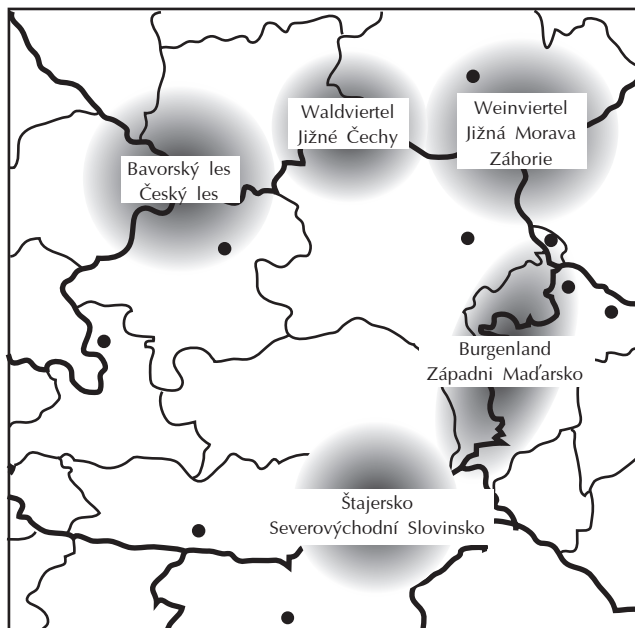 Waldviertel
Jižné Čechy
Weinviertel
Jižná Morava
Záhorie
Bavorský les
Český les
Burgenland
Západni Maďarsko
Štajersko
Severovýchodní Slovinsko